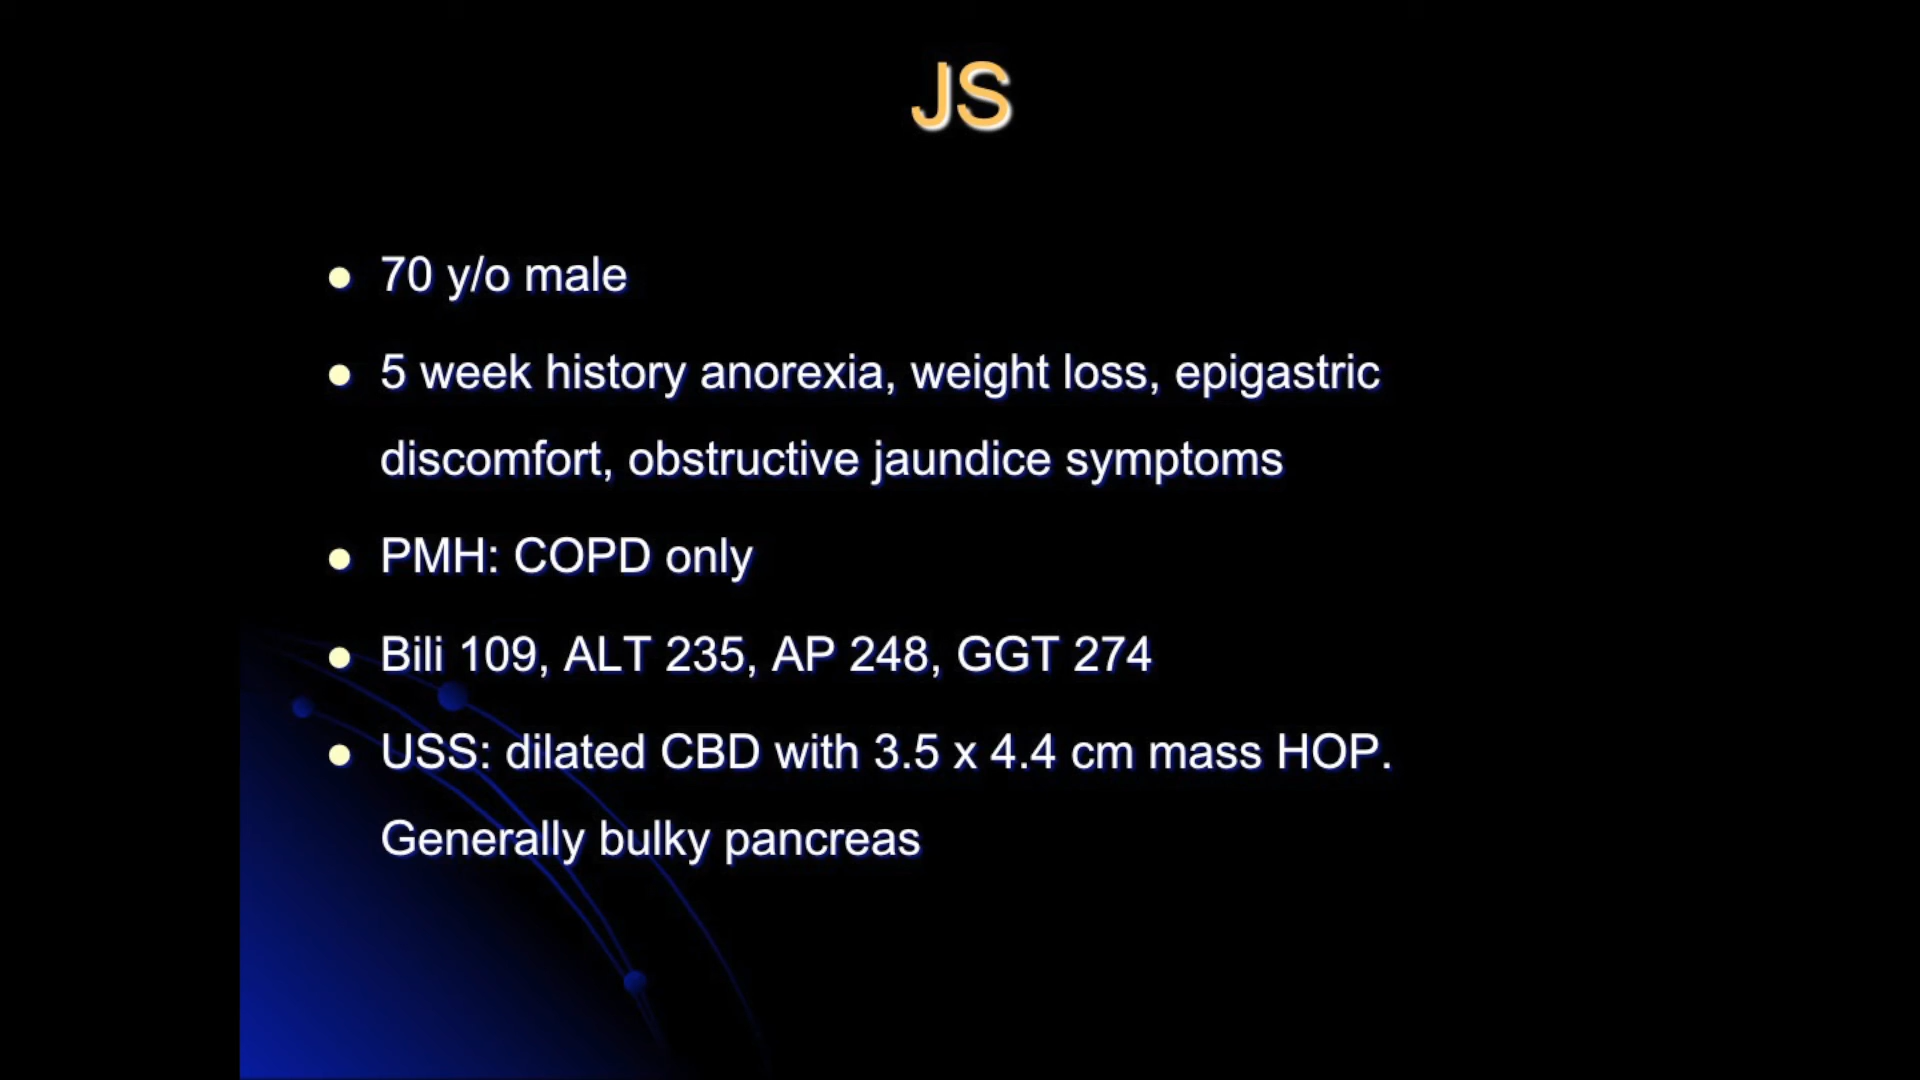 JS
70 y/o male
5 week history anorexia, weight loss, epigastric
discomfort, obstructive jaundice symptoms
PMH: COPD only
Bili 109, ALT 235, AP 248, GGT 274
USS: dilated CBD with 3.5 x 4.4 cm mass HOP.
Generally bulky pancreas